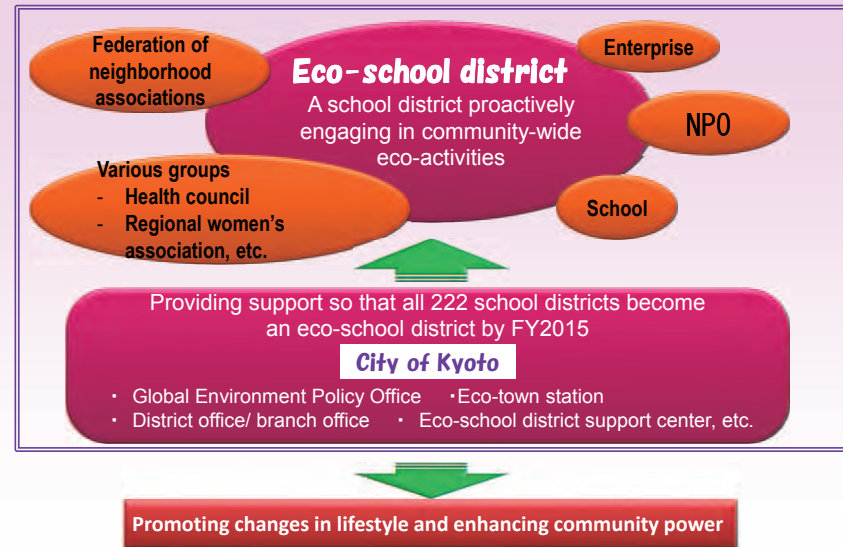 Federation of
neighborhood
associations
Eco-school district
A school district proactively
engaging in community-wide
eco-activities
Enterprise
NPO
Various groups
- Health council
- Regional women's
association, etc.
School
Providing support so that all 222 school districts become
an eco-school district by FY2015
City of Kyoto
・ Global Environment Policy Office ・Eco-town station
・ District office/ branch office ・ Eco-school district support center, etc.
Promoting changes in lifestyle and enhancing community power